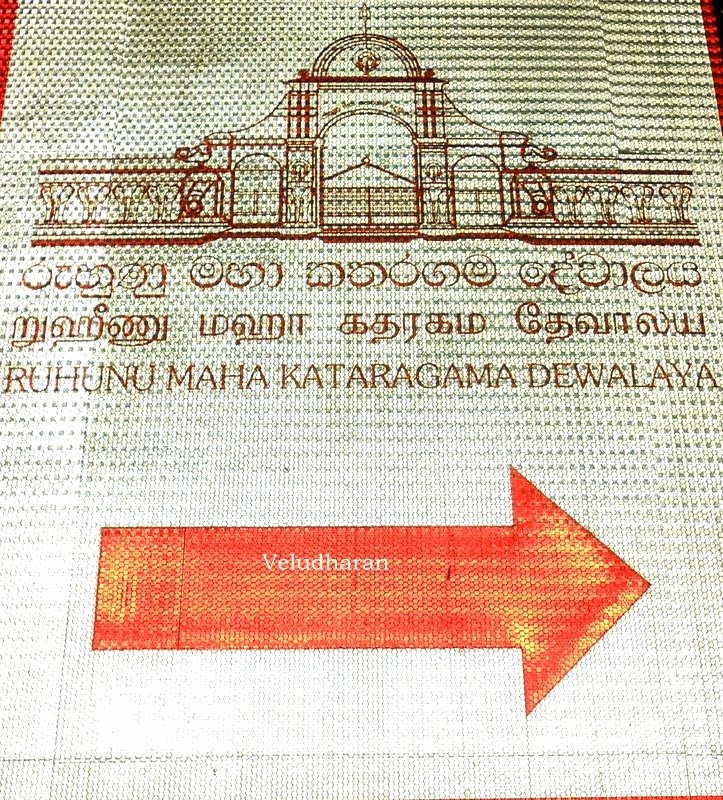 රුහුණු මහා කතරගම දේවාලය
றுஹீணு மஹா கதரகம தேவாலய
RUHUNU MAHA KATARAGAMA DEWALAYA
Veludharan